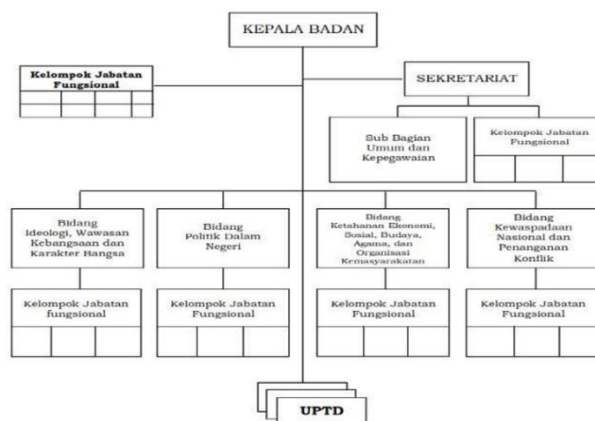 KEPALA BADAN
Kelompok Jabatan
Fungsional
SEKRETARIAT
Sub Bagian
Umum dan
Kepegawaian
Kelompok Jabatan
Fungsional
Bidang
Ideologi, Wawasan
Kebangsaan dan
Karakter Bangsa
Bidang
Politik Dalam
Negeri
Bidang
Ketahanan Ekonomi,
Sosial, Budaya,
Agama, dan
Organisasi
Kemasyarakatan
Bidang
Kewaspadaan
Nasional dan
Penanganan
Konflik
Kelompok Jabatan
fungsional
Kelompok Jabatan
Fungsional
Kelompok Jabatan
Fungsional
Kelompok Jabatan
Fungsional
UPTD